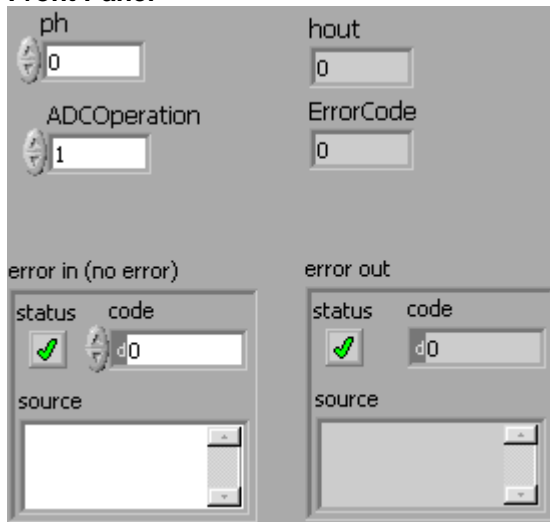 Front Panel
ph
hout
0
0
ADCOperation
ErrorCode
1
0
error in (no error)
error out
status code
status code
d0
d0
source
source